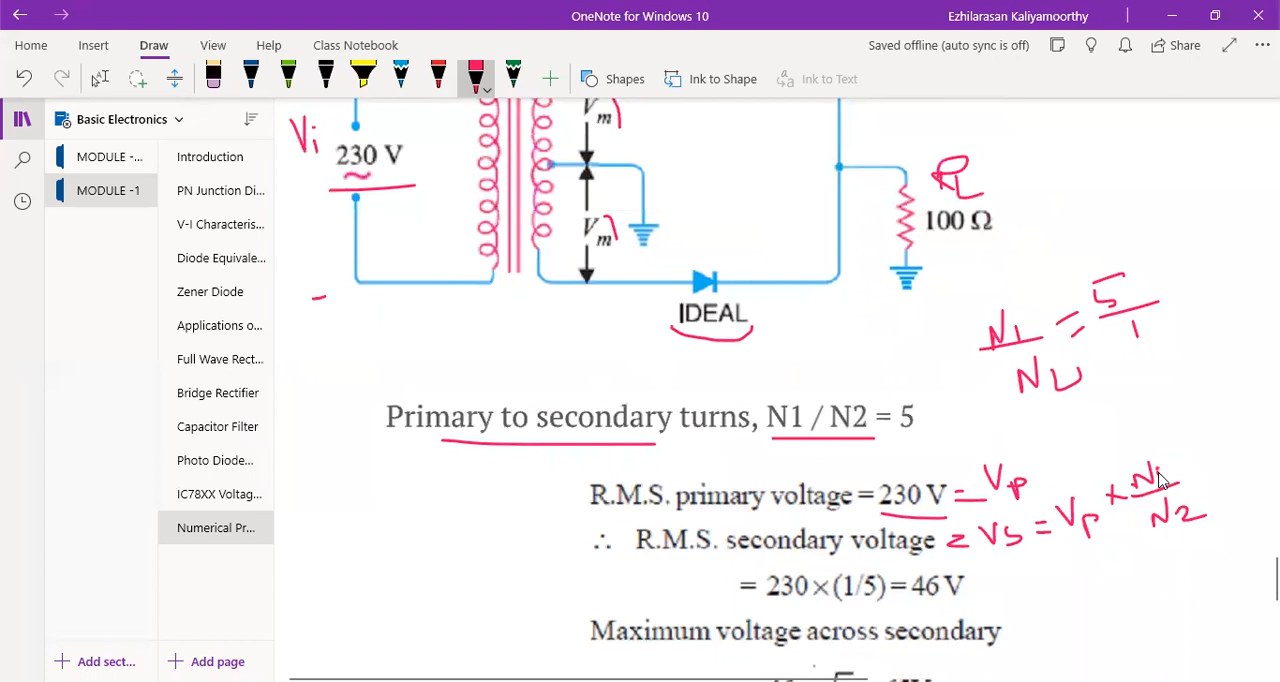 OneNote for Windows 10
Ezhilarasan Kaliyamoorthy
Home Insert Draw View Help Class Notebook
Saved offline (auto sync is off)
Share
Shapes
Ink to Shape
Ink to Text
Basic Electronics
MODULE -...
MODULE -1
Introduction
PN Junction Di...
V-I Characteris...
Diode Equivale...
Zener Diode
Applications o...
Full Wave Rect...
Bridge Rectifier
Capacitor Filter
Photo Diode...
IC78XX Voltag...
Numerical Pr...
+ Add sect...
+ Add page
Vi
230 V
Vm
Vm
RL
100 Ω
IDEAL
N1 / N2 = 5 / 1
Primary to secondary turns, N1 / N2 = 5
R.M.S. primary voltage = 230 V = Vp
∴ R.M.S. secondary voltage = Vs = Vp × N1 / N2
= 230×(1/5) = 46 V
Maximum voltage across secondary